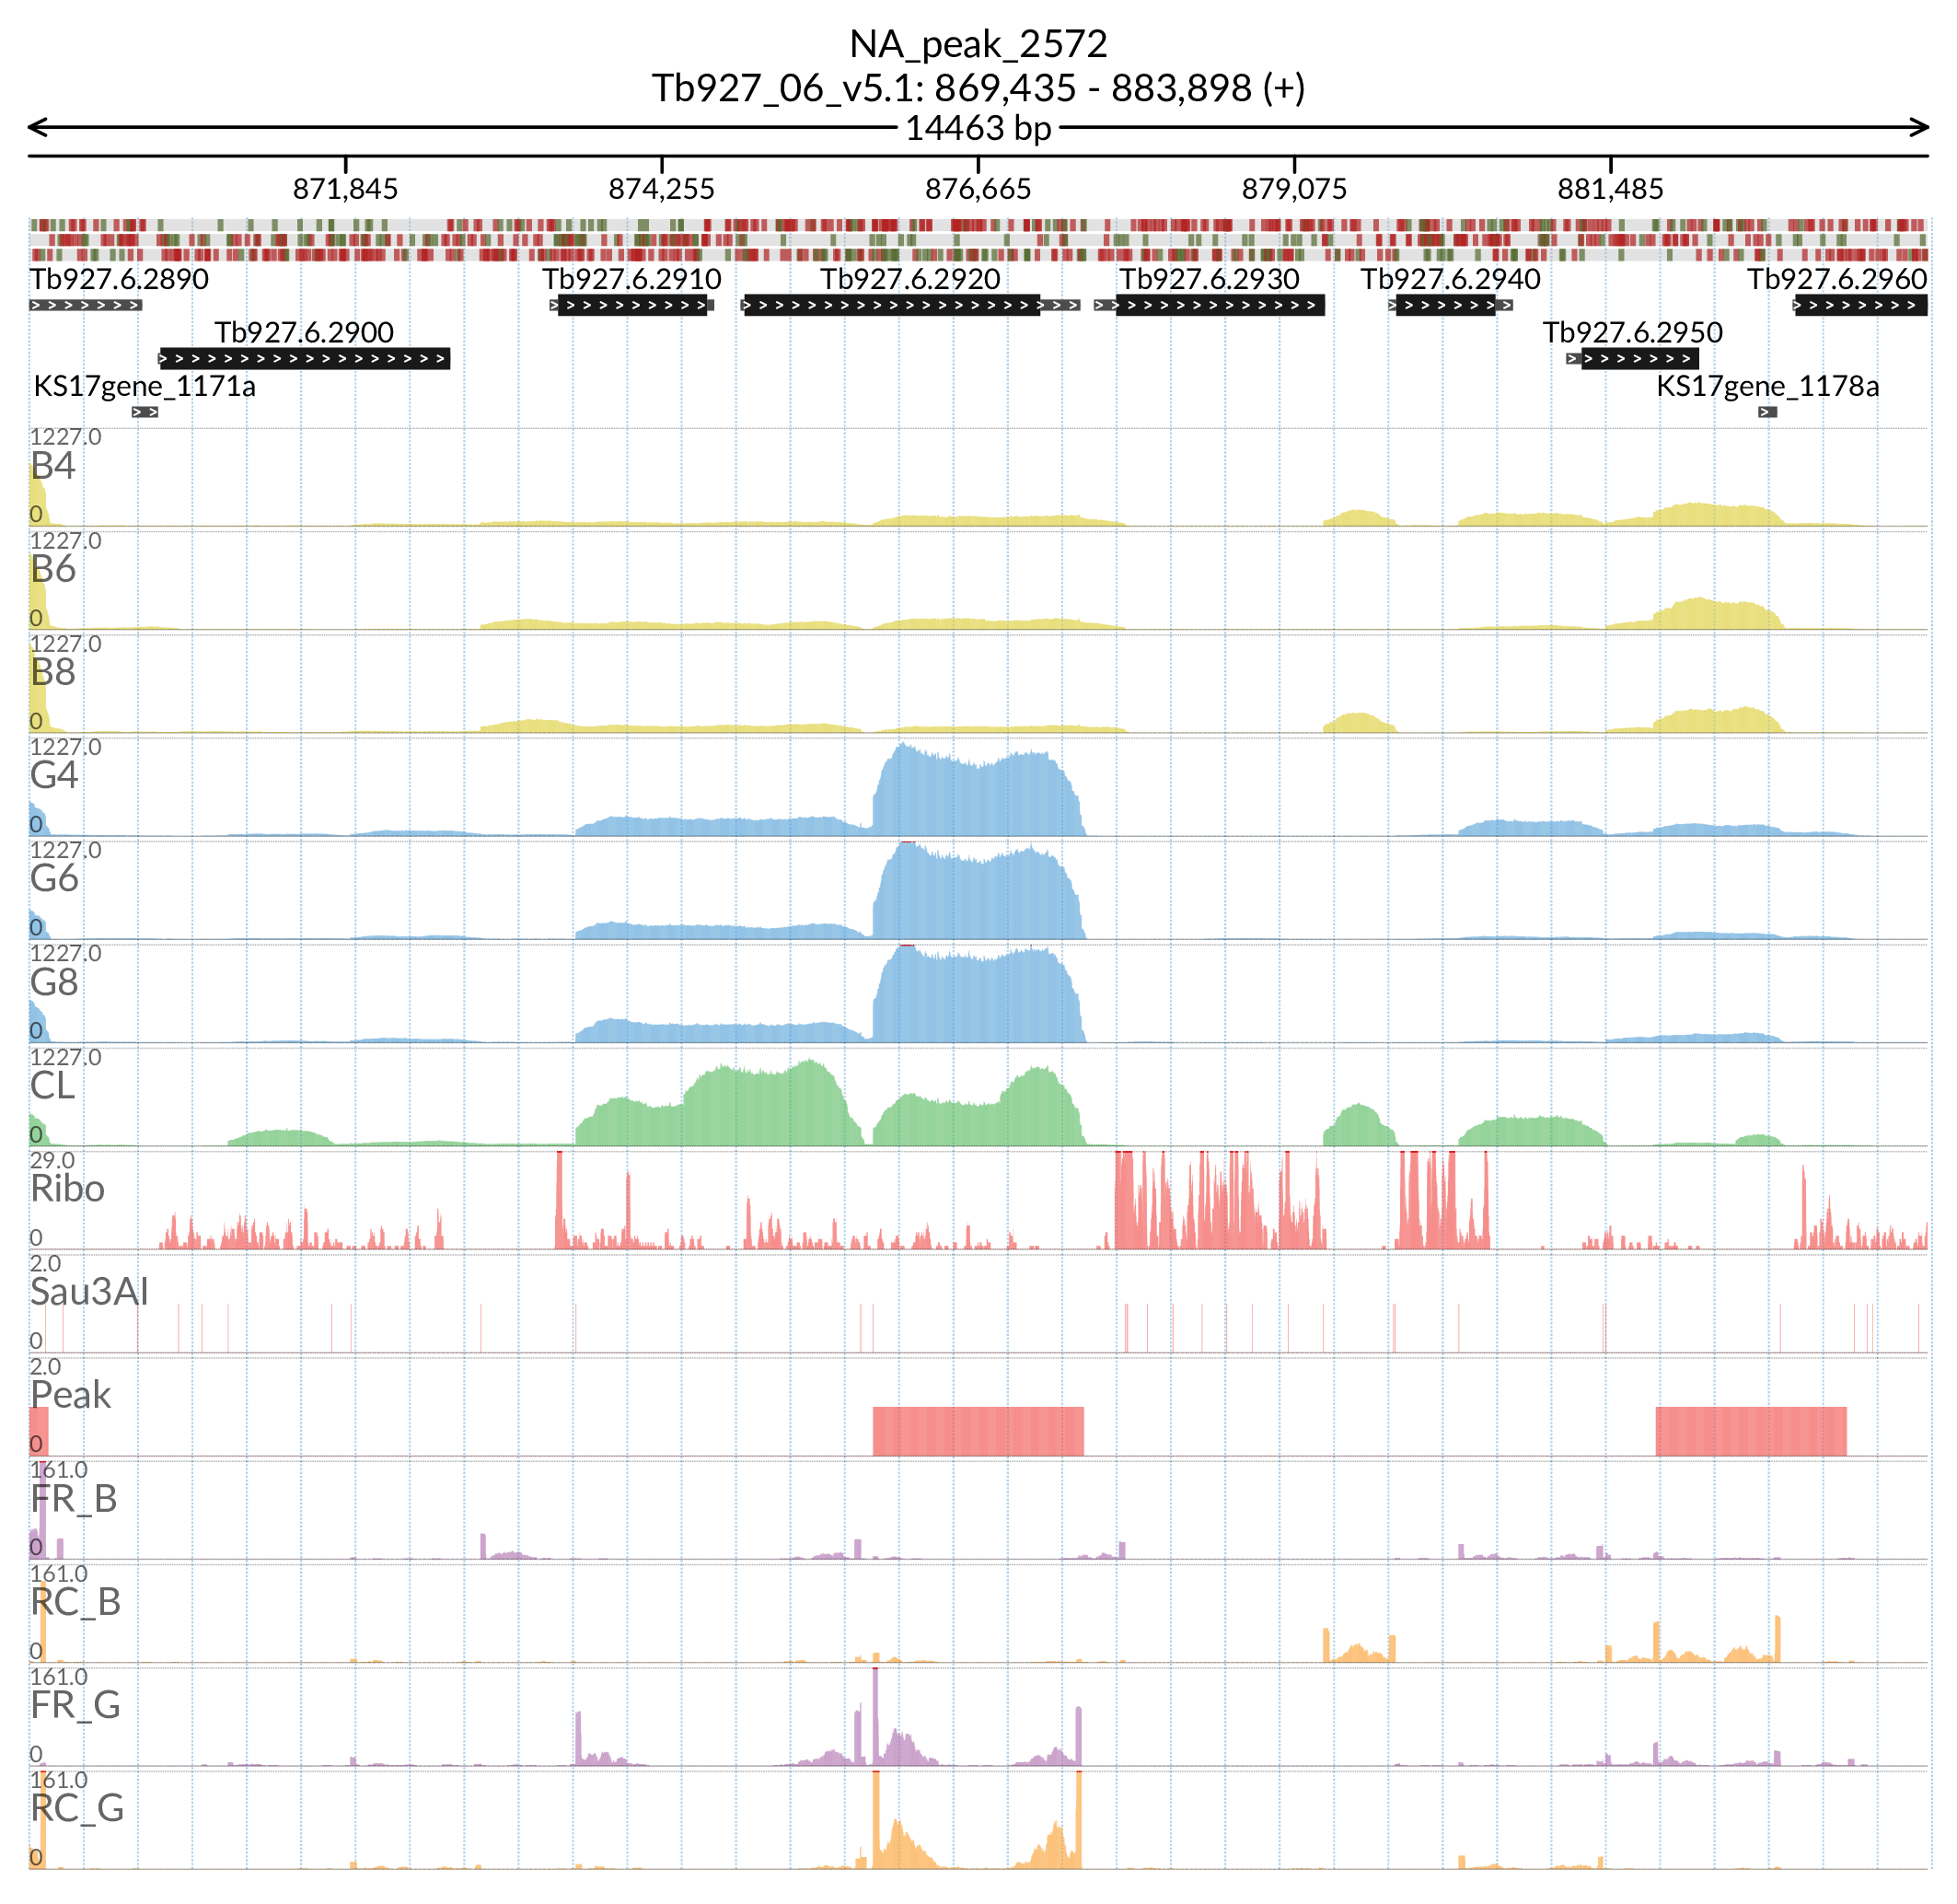 NA_peak_2572
Tb927_06_v5.1: 869,435 - 883,898 (+)
14463 bp
871,845 874,255 876,665 879,075 881,485
Tb927.6.2890 Tb927.6.2910 Tb927.6.2920 Tb927.6.2930 Tb927.6.2940 Tb927.6.2960
Tb927.6.2900 Tb927.6.2950
KS17gene_1171a KS17gene_1178a
1227.0
B4
0
1227.0
B6
0
1227.0
B8
0
1227.0
G4
0
1227.0
G6
0
1227.0
G8
0
1227.0
CL
0
29.0
Ribo
0
2.0
Sau3AI
0
2.0
Peak
0
161.0
FR_B
0
161.0
RC_B
0
161.0
FR_G
0
161.0
RC_G
0